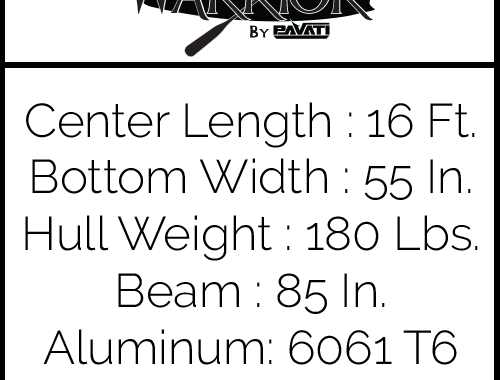 WARRIOR
BY PAVATI
Center Length : 16 Ft.
Bottom Width : 55 In.
Hull Weight : 180 Lbs.
Beam : 85 In.
Aluminum: 6061 T6